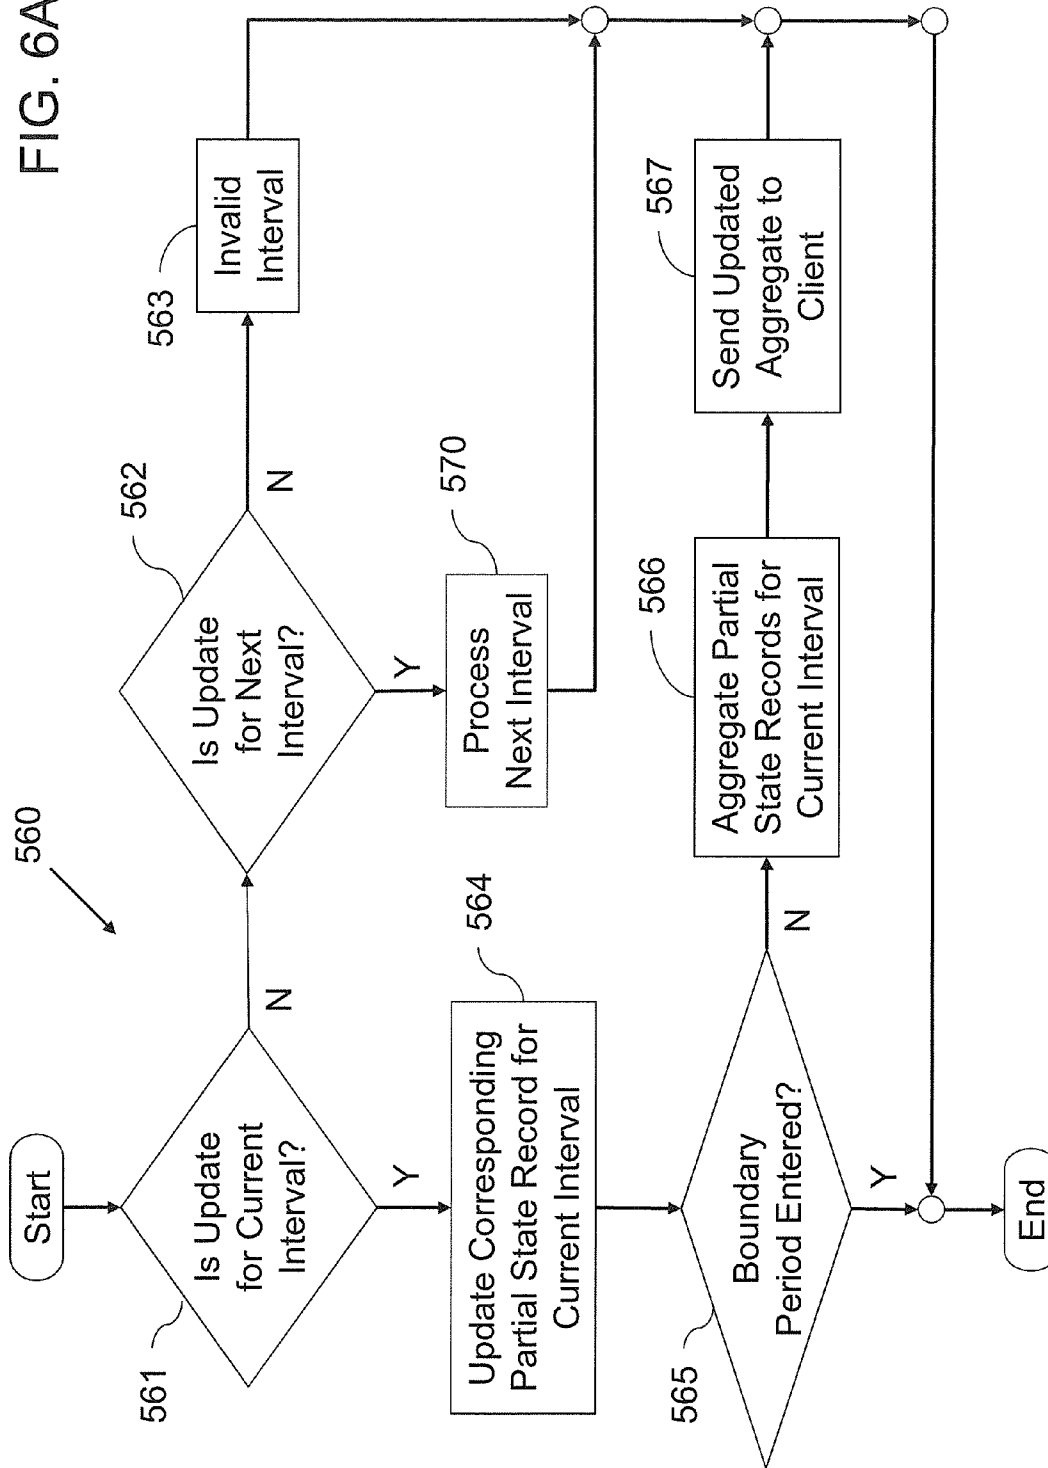 FIG. 6A
560
Start
561
Is Update
for Current
Interval?
N
Y
562
Is Update
for Next
Interval?
N
Y
563
Invalid
Interval
564
Update Corresponding
Partial State Record for
Current Interval
570
Process
Next Interval
565
Boundary
Period Entered?
N
Y
566
Aggregate Partial
State Records for
Current Interval
567
Send Updated
Aggregate to
Client
End